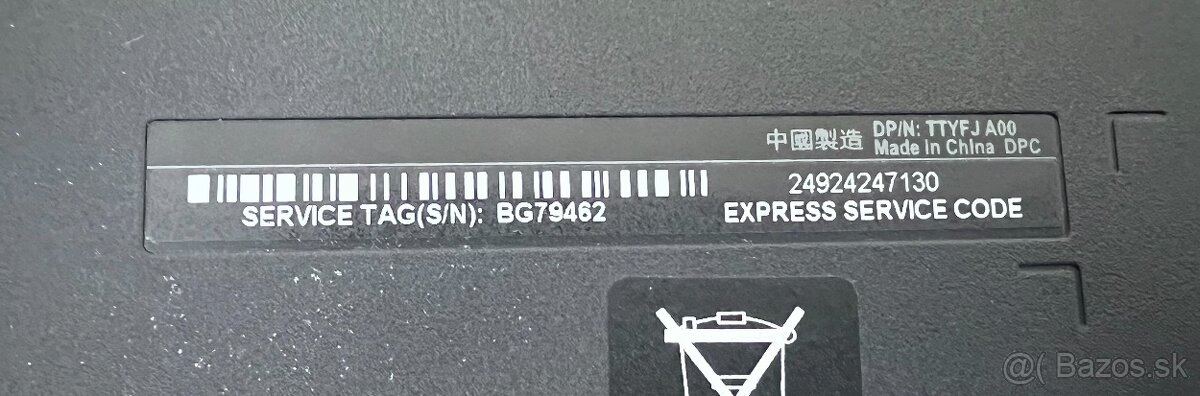 中國製造 DP/N: TTYFJ A00
Made in China DPC
24924247130
SERVICE TAG(S/N): BG79462 EXPRESS SERVICE CODE
@( Bazos.sk